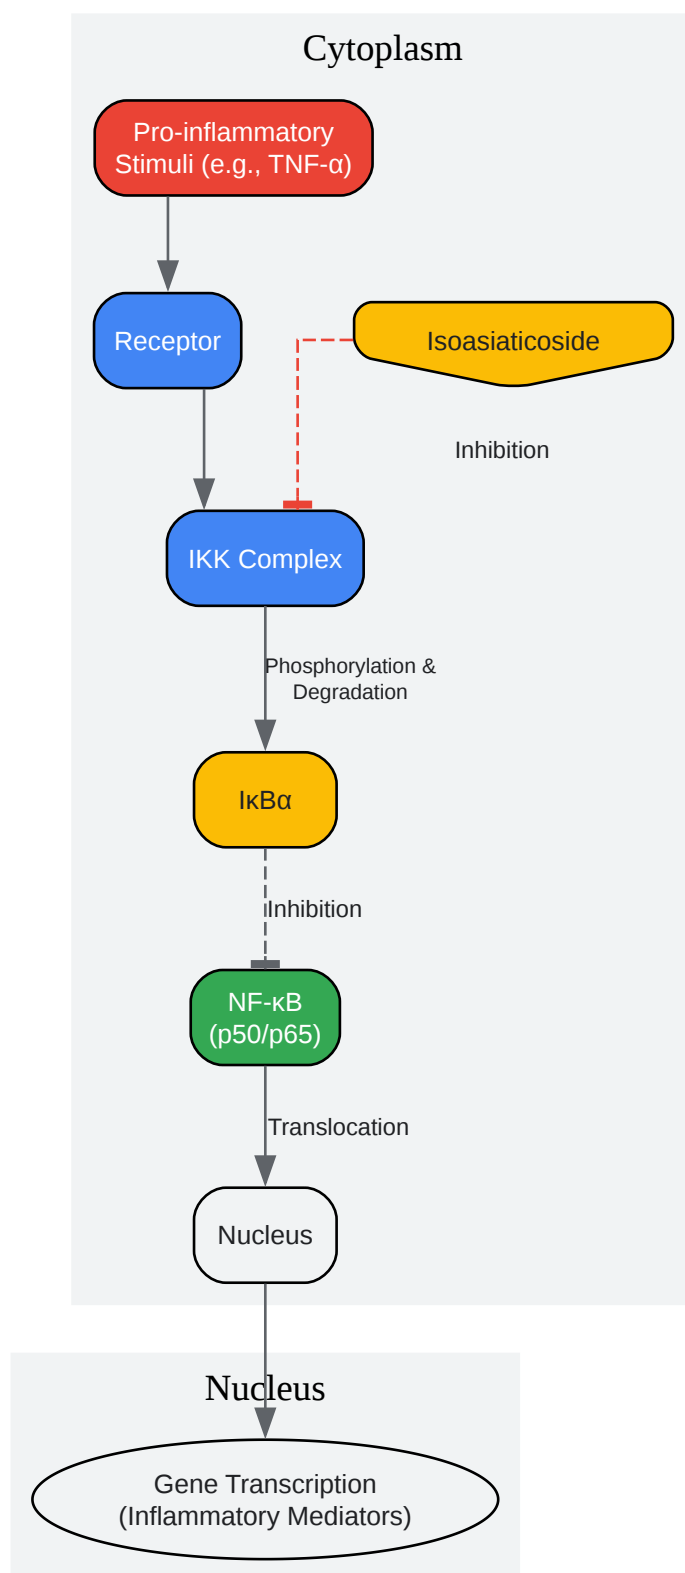 Cytoplasm
Pro-inflammatory
Stimuli (e.g., TNF-α)
Receptor
Isoasiaticoside
Inhibition
IKK Complex
Phosphorylation &
Degradation
IκBα
Inhibition
NF-κB
(p50/p65)
Translocation
Nucleus
Nucleus
Gene Transcription
(Inflammatory Mediators)